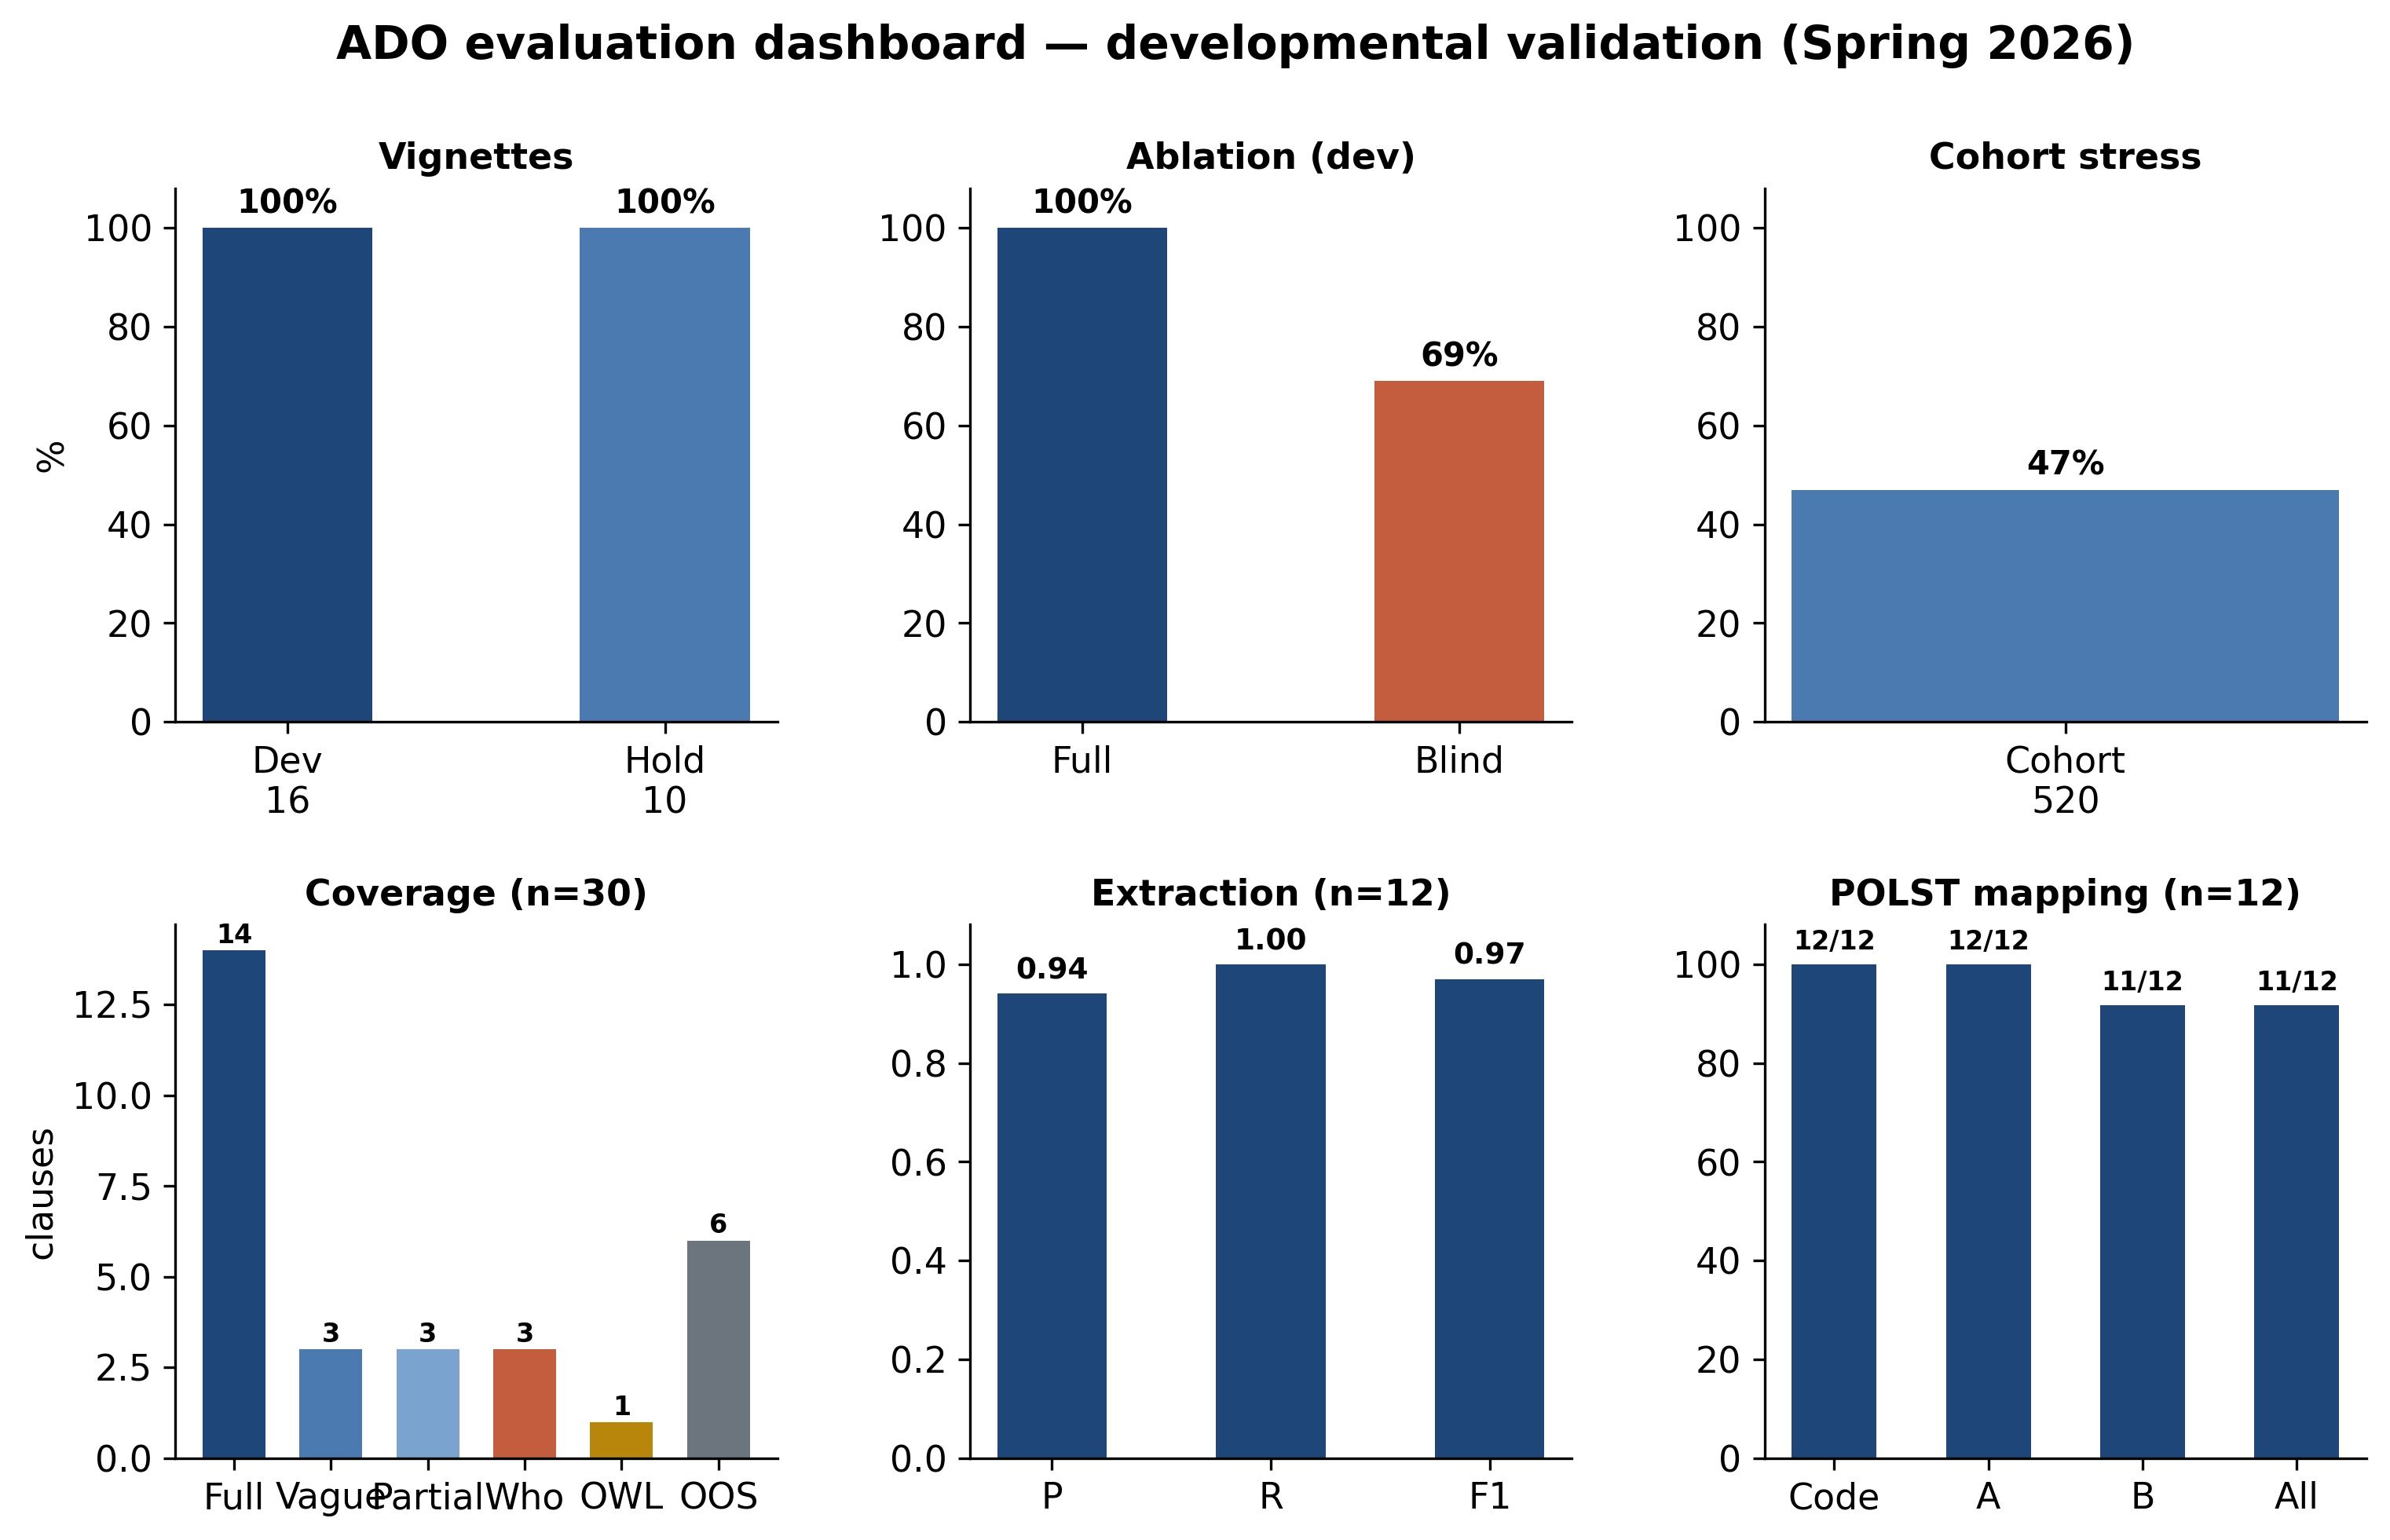 ADO evaluation dashboard — developmental validation (Spring 2026)
Vignettes
100%
100%
100
80
60
40
20
0
%
Dev
16
Hold
10
Ablation (dev)
100%
69%
100
80
60
40
20
0
Full
Blind
Cohort stress
47%
100
80
60
40
20
0
Cohort
520
Coverage (n=30)
14
3
3
3
1
6
12.5
10.0
7.5
5.0
2.5
0.0
clauses
Full
Vague
Partial
Who
OWL
OOS
Extraction (n=12)
0.94
1.00
0.97
1.0
0.8
0.6
0.4
0.2
0.0
P
R
F1
POLST mapping (n=12)
12/12
12/12
11/12
11/12
100
80
60
40
20
0
Code
A
B
All